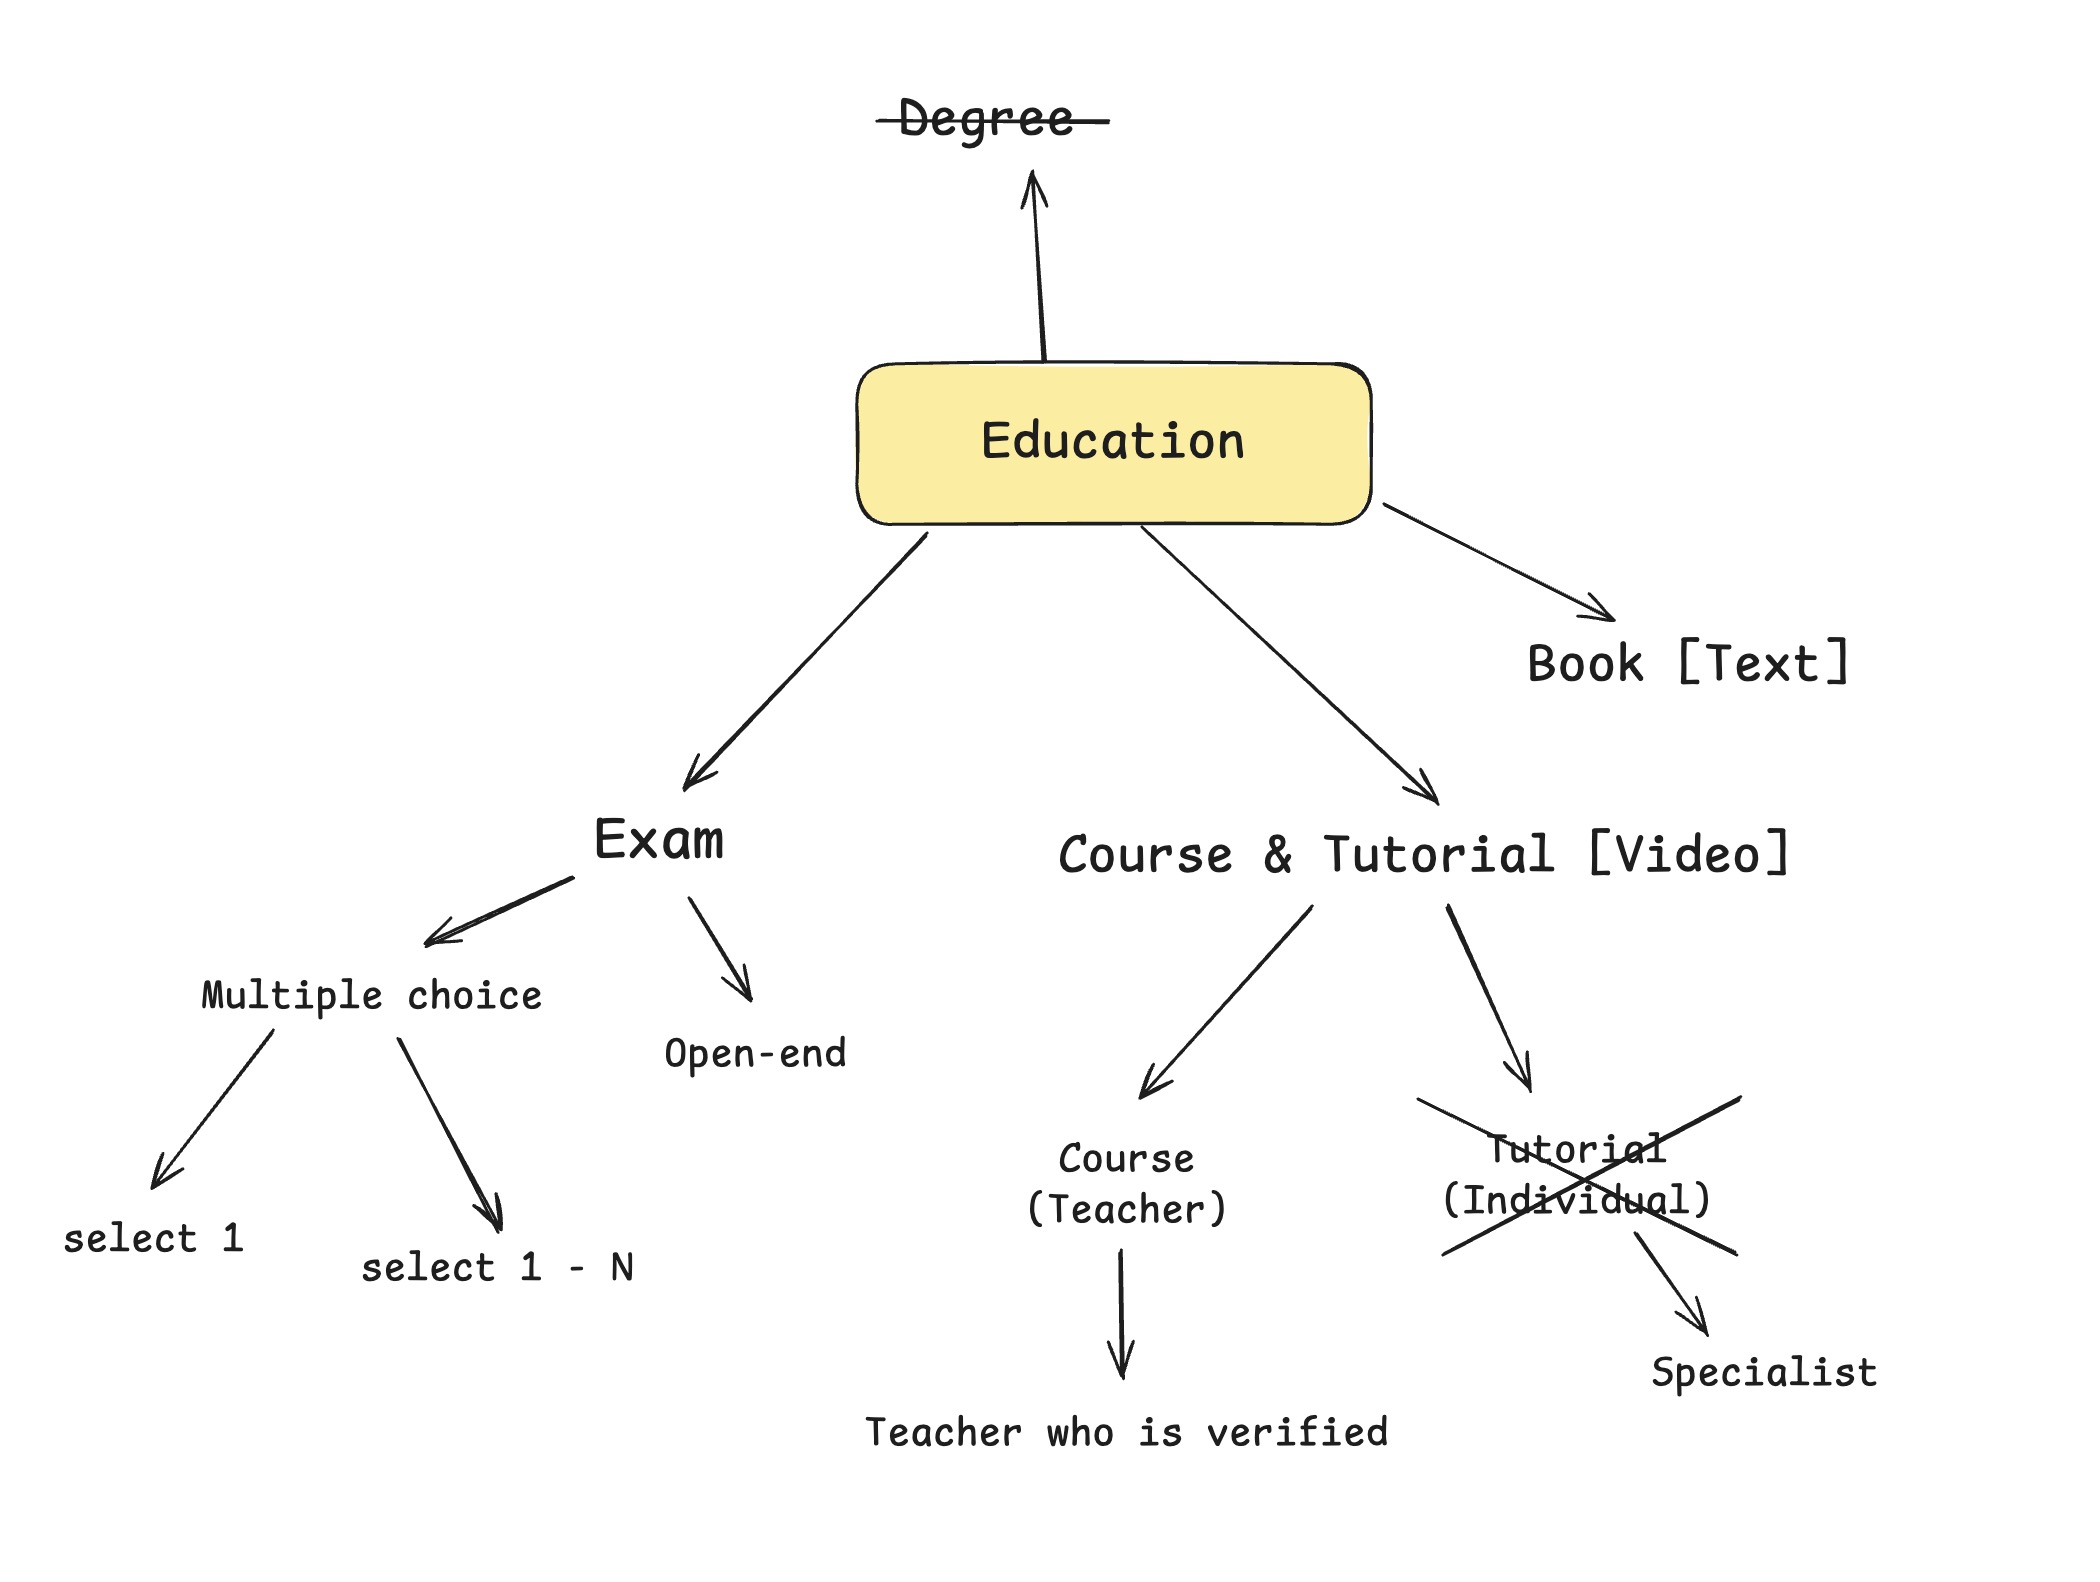 Degree
Education
Book [Text]
Exam
Course & Tutorial [Video]
Multiple choice
Open-end
select 1
select 1 - N
Course
(Teacher)
Tutorial
(Individual)
Teacher who is verified
Specialist